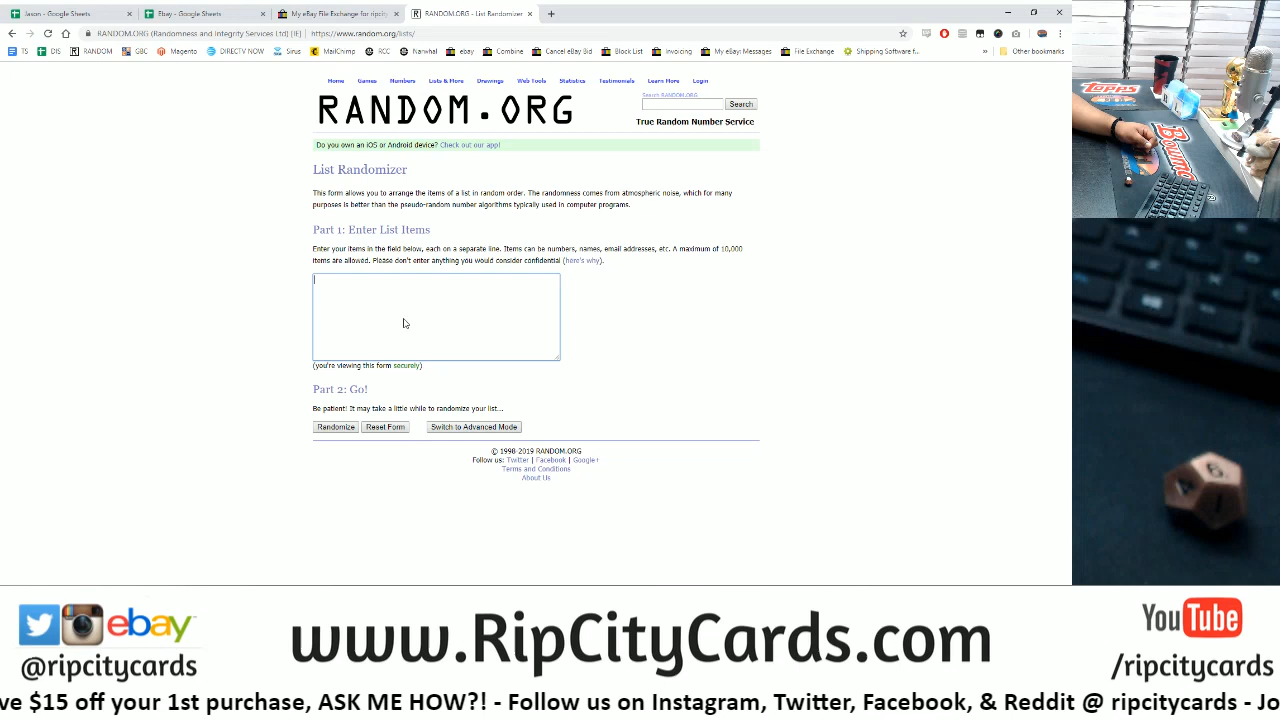 Jason - Google Sheets
Ebay - Google Sheets
My eBay File Exchange for ripcity
RANDOM.ORG - List Randomizer
RANDOM.ORG (Randomness and Integrity Services Ltd) [IE] | https://www.random.org/lists/
TS DIS RANDOM GBC Magento DIRECTV NOW Sirus MailChimp RCC Narwhal ebay Combine Cancel eBay Bid Block List Invoicing My eBay: Messages File Exchange Shipping Software f... » Other bookmarks
Home Games Numbers Lists & More Drawings Web Tools Statistics Testimonials Learn More Login
Search RANDOM.ORG
RANDOM.ORG
Search
True Random Number Service
Do you own an iOS or Android device? Check out our app!
List Randomizer
This form allows you to arrange the items of a list in random order. The randomness comes from atmospheric noise, which for many
purposes is better than the pseudo-random number algorithms typically used in computer programs.
Part 1: Enter List Items
Enter your items in the field below, each on a separate line. Items can be numbers, names, email addresses, etc. A maximum of 10,000
items are allowed. Please don't enter anything you would consider confidential (here's why).
(you're viewing this form securely)
Part 2: Go!
Be patient! It may take a little while to randomize your list...
Randomize Reset Form Switch to Advanced Mode
© 1998-2019 RANDOM.ORG
Follow us: Twitter | Facebook | Google+
Terms and Conditions
About Us
TOPPS
ebay
@ripcitycards
www.RipCityCards.com
YouTube
/ripcitycards
ve $15 off your 1st purchase, ASK ME HOW?! - Follow us on Instagram, Twitter, Facebook, & Reddit @ ripcitycards - Jo